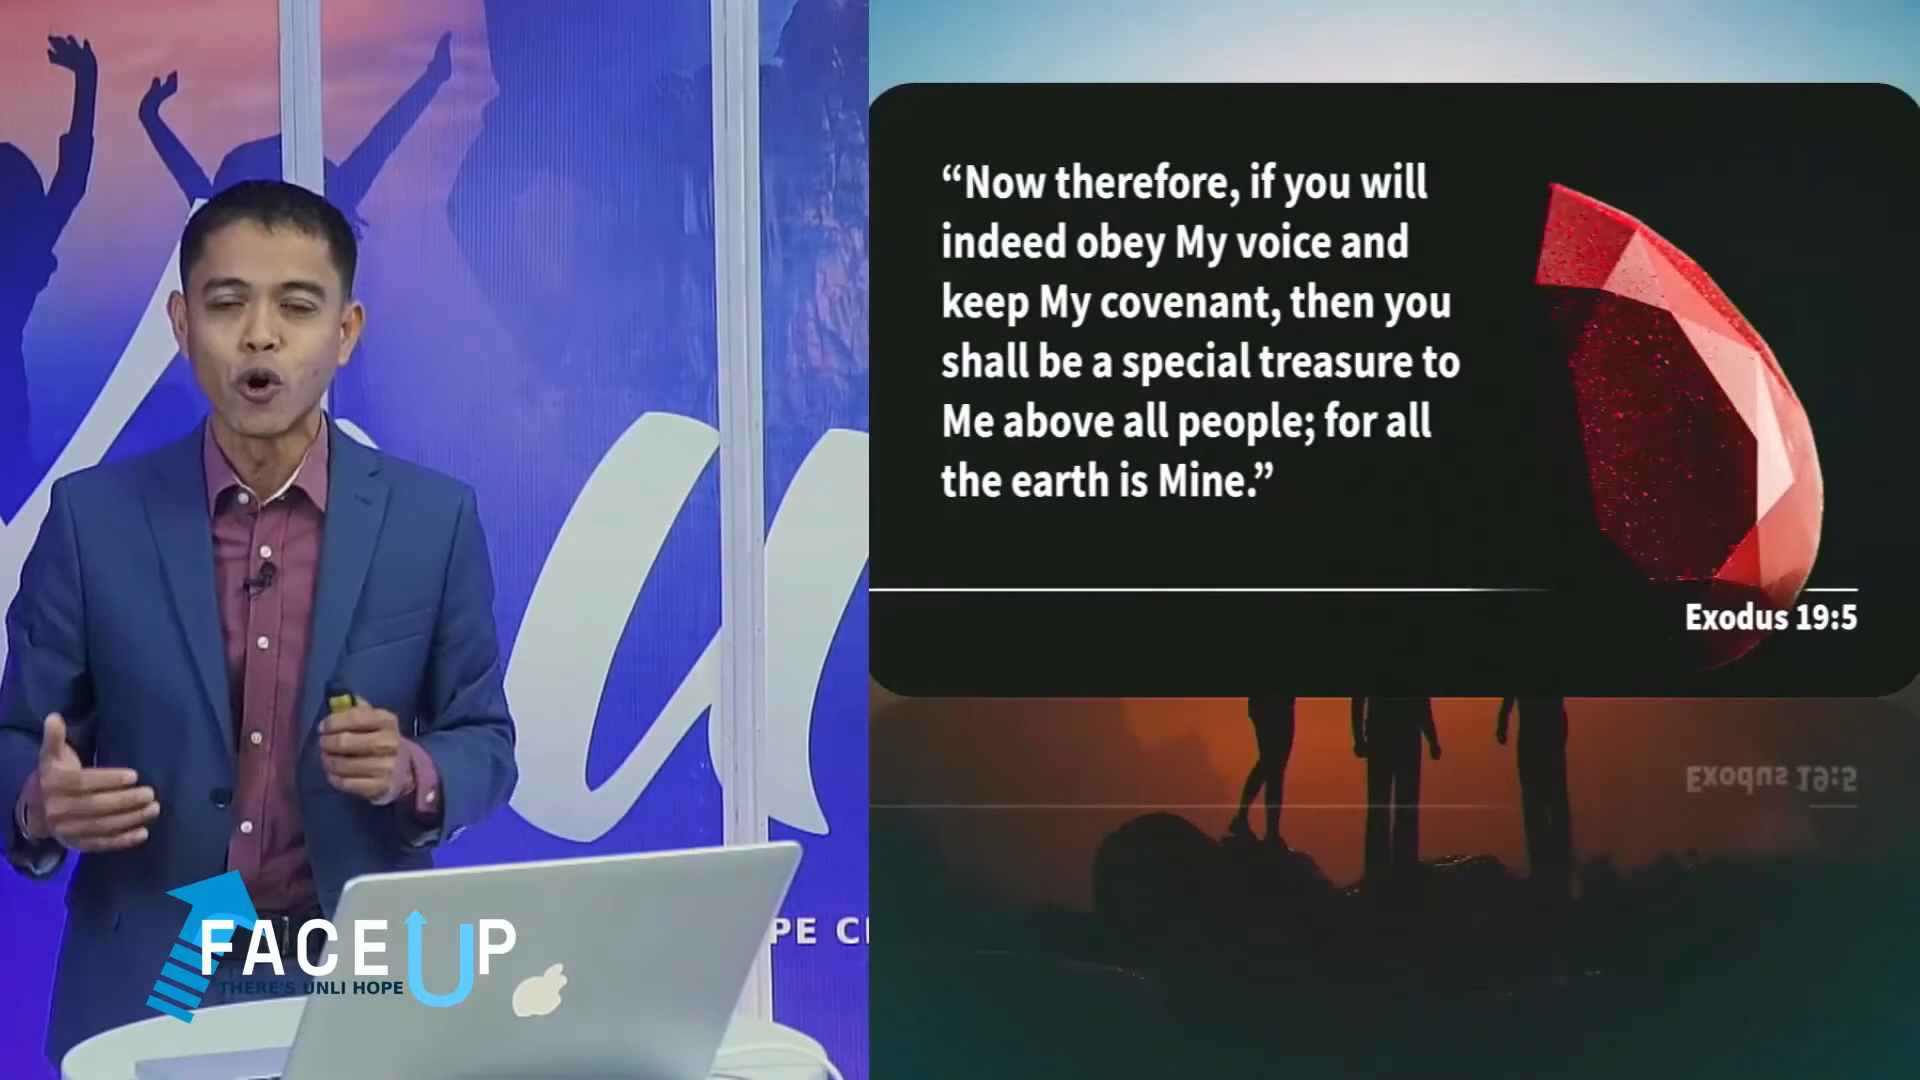 “Now therefore, if you will
indeed obey My voice and
keep My covenant, then you
shall be a special treasure to
Me above all people; for all
the earth is Mine.”
Exodus 19:5
Exodus 19:5
FACE UP
THERE'S UNLI HOPE